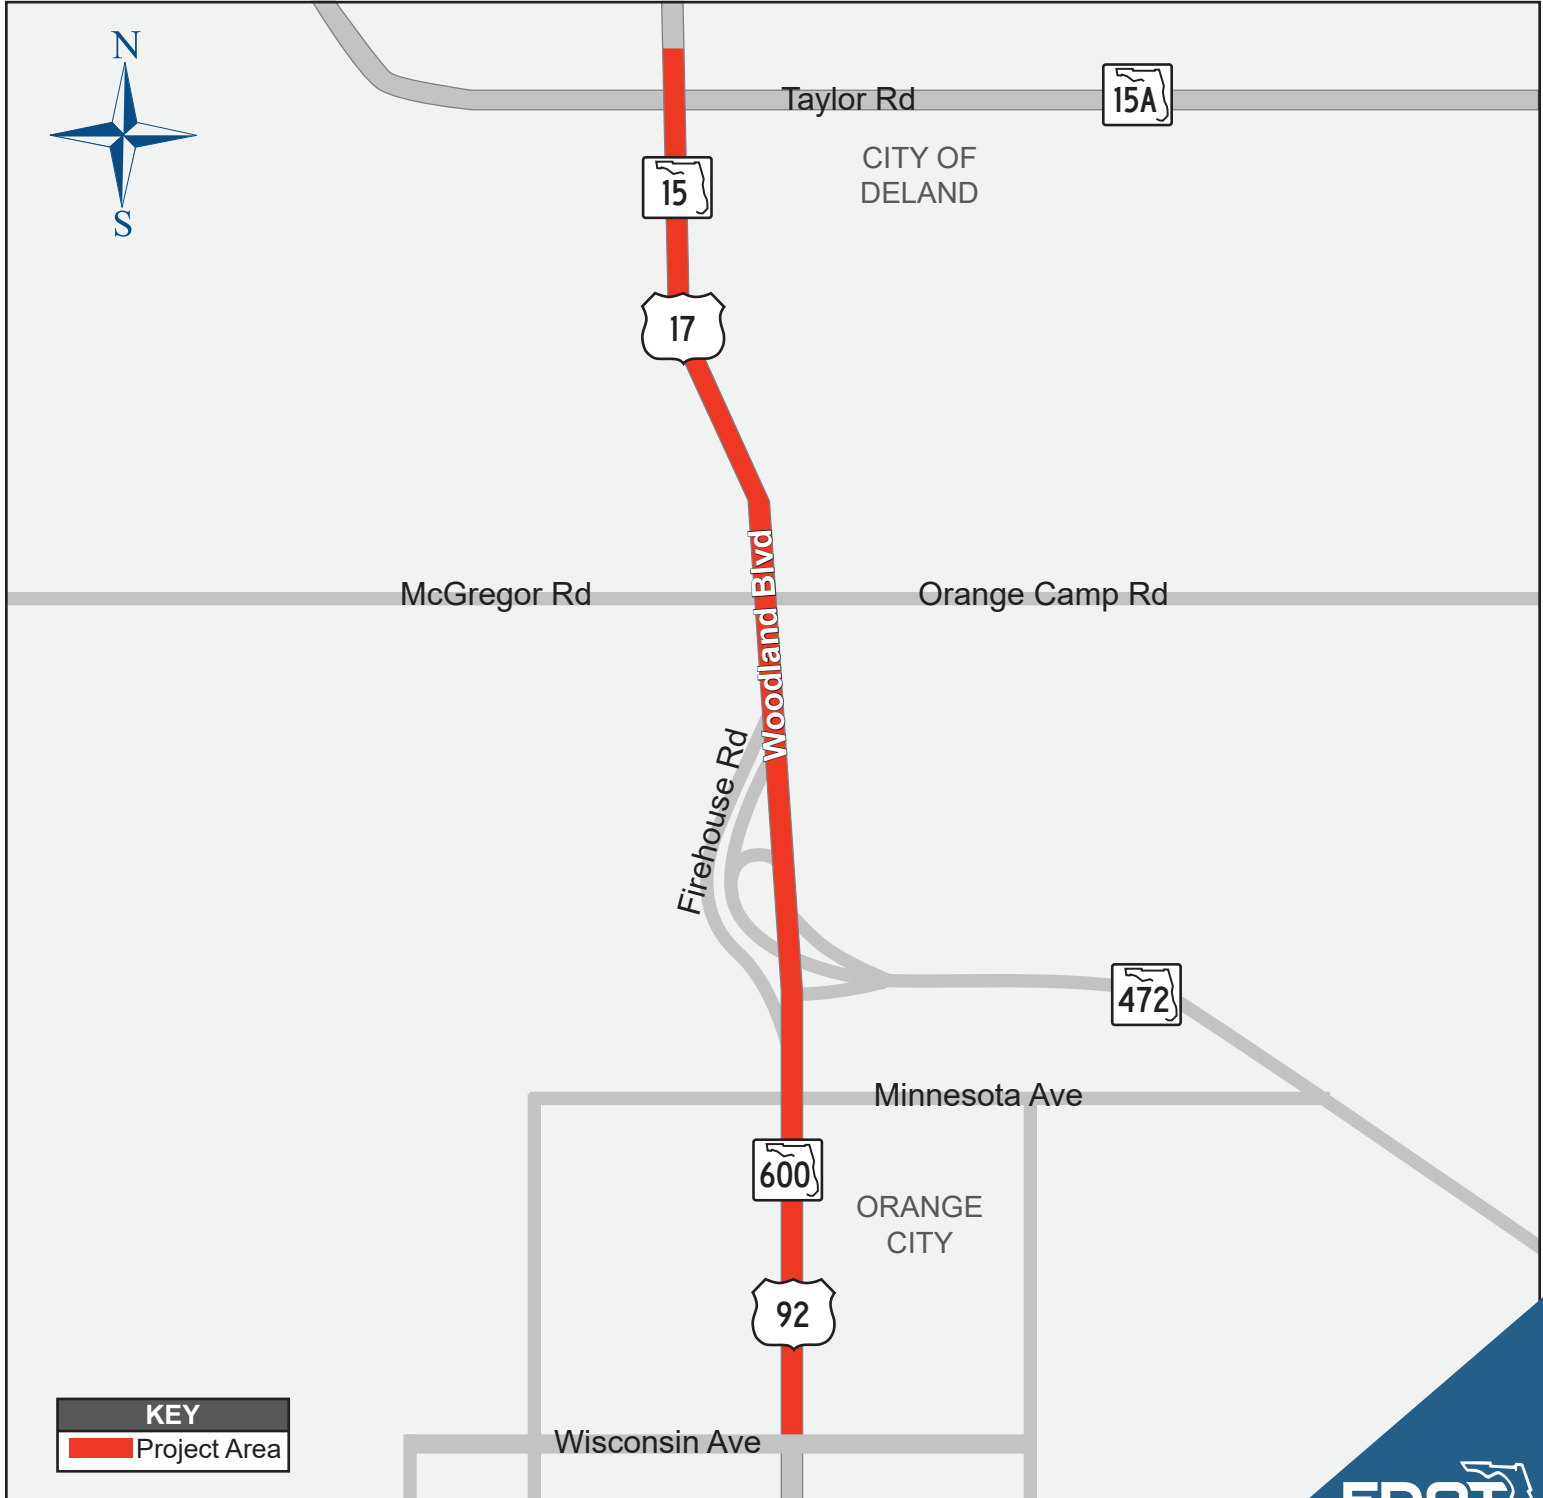 N
S
Taylor Rd
15A
CITY OF
DELAND
15
17
Woodland Blvd
McGregor Rd
Orange Camp Rd
Firehouse Rd
472
Minnesota Ave
600
ORANGE
CITY
92
KEY
Project Area
Wisconsin Ave
FDOT